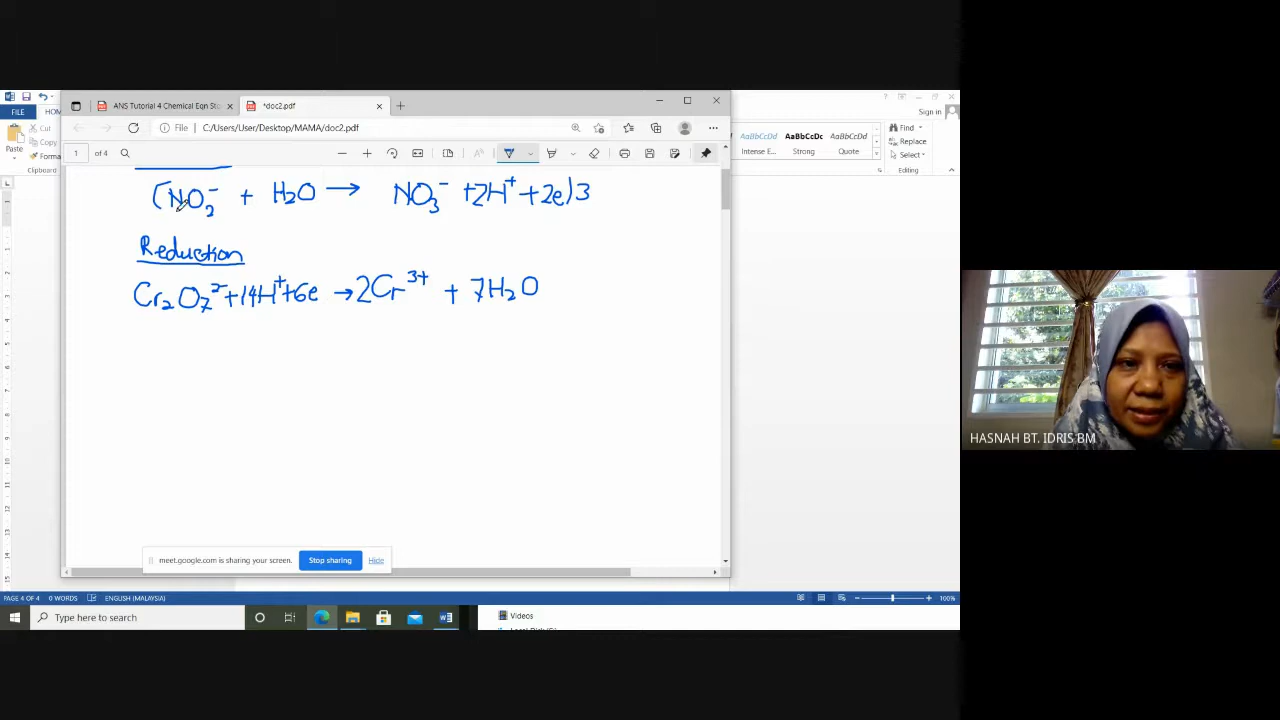 ANS Tutorial 4 Chemical Eqn St
*doc2.pdf
FILE
Sign in
File C:/Users/User/Desktop/MAMA/doc2.pdf
Cut
Copy
Paste
Clipboard
1 of 4
AaBbCcDd AaBbCcDc AaBbCcDd
Intense E... Strong Quote
Find
Replace
Select
Editing
(NO₂⁻ + H₂O → NO₃⁻ +2H⁺ + 2e)3
Reduction
Cr₂O₇²⁻+14H⁺+6e → 2Cr³⁺ + 7H₂O
HASNAH BT. IDRIS BM
meet.google.com is sharing your screen. Stop sharing Hide
PAGE 4 OF 4 0 WORDS ENGLISH (MALAYSIA) 100%
Type here to search
Videos